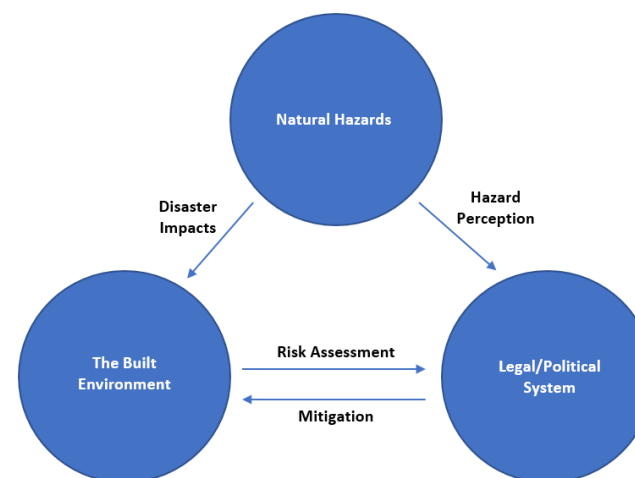 Natural Hazards
Disaster
Impacts
Hazard
Perception
The Built
Environment
Risk Assessment
Mitigation
Legal/Political
System